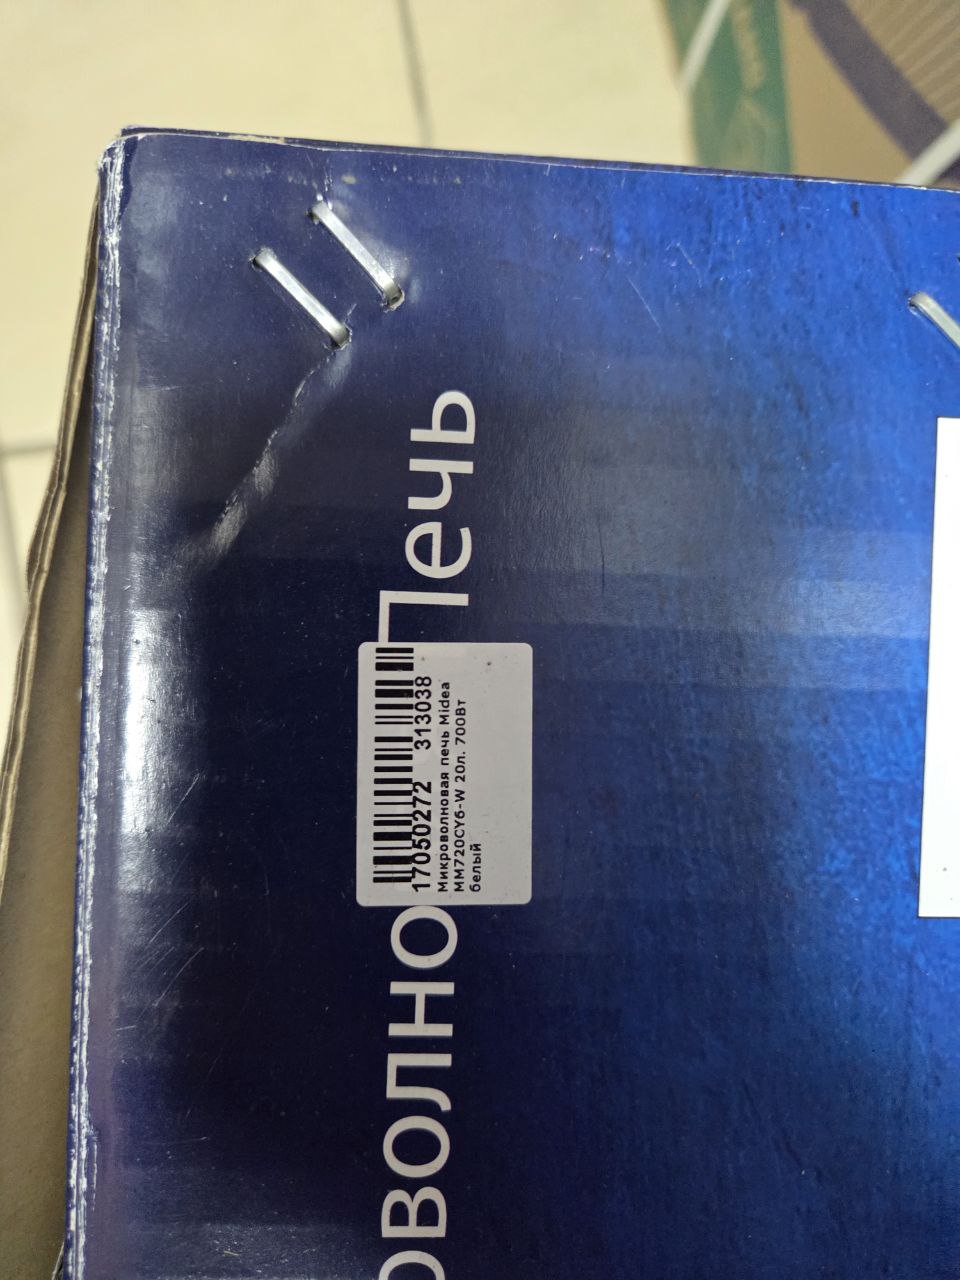 оволно Печь
17050272 313038
Микроволновая печь Midea
MM720CY6-W 20л. 700Вт
белый